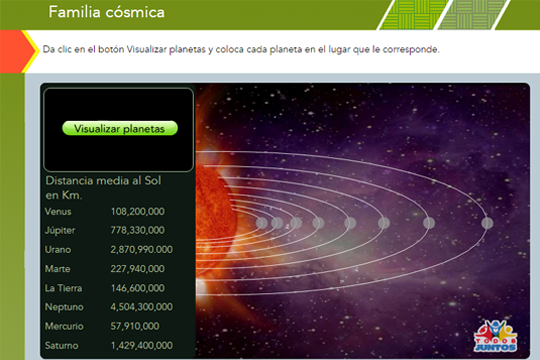 Familia cósmica
Da clic en el botón Visualizar planetas y coloca cada planeta en el lugar que le corresponde.
Visualizar planetas
Distancia media al Sol
en Km.
Venus 108,200,000
Júpiter 778,330,000
Urano 2,870,990.000
Marte 227,940,000
La Tierra 146,600,000
Neptuno 4,504,300,000
Mercurio 57,910,000
Saturno 1,429,400,000
TODOS
JUNTOS